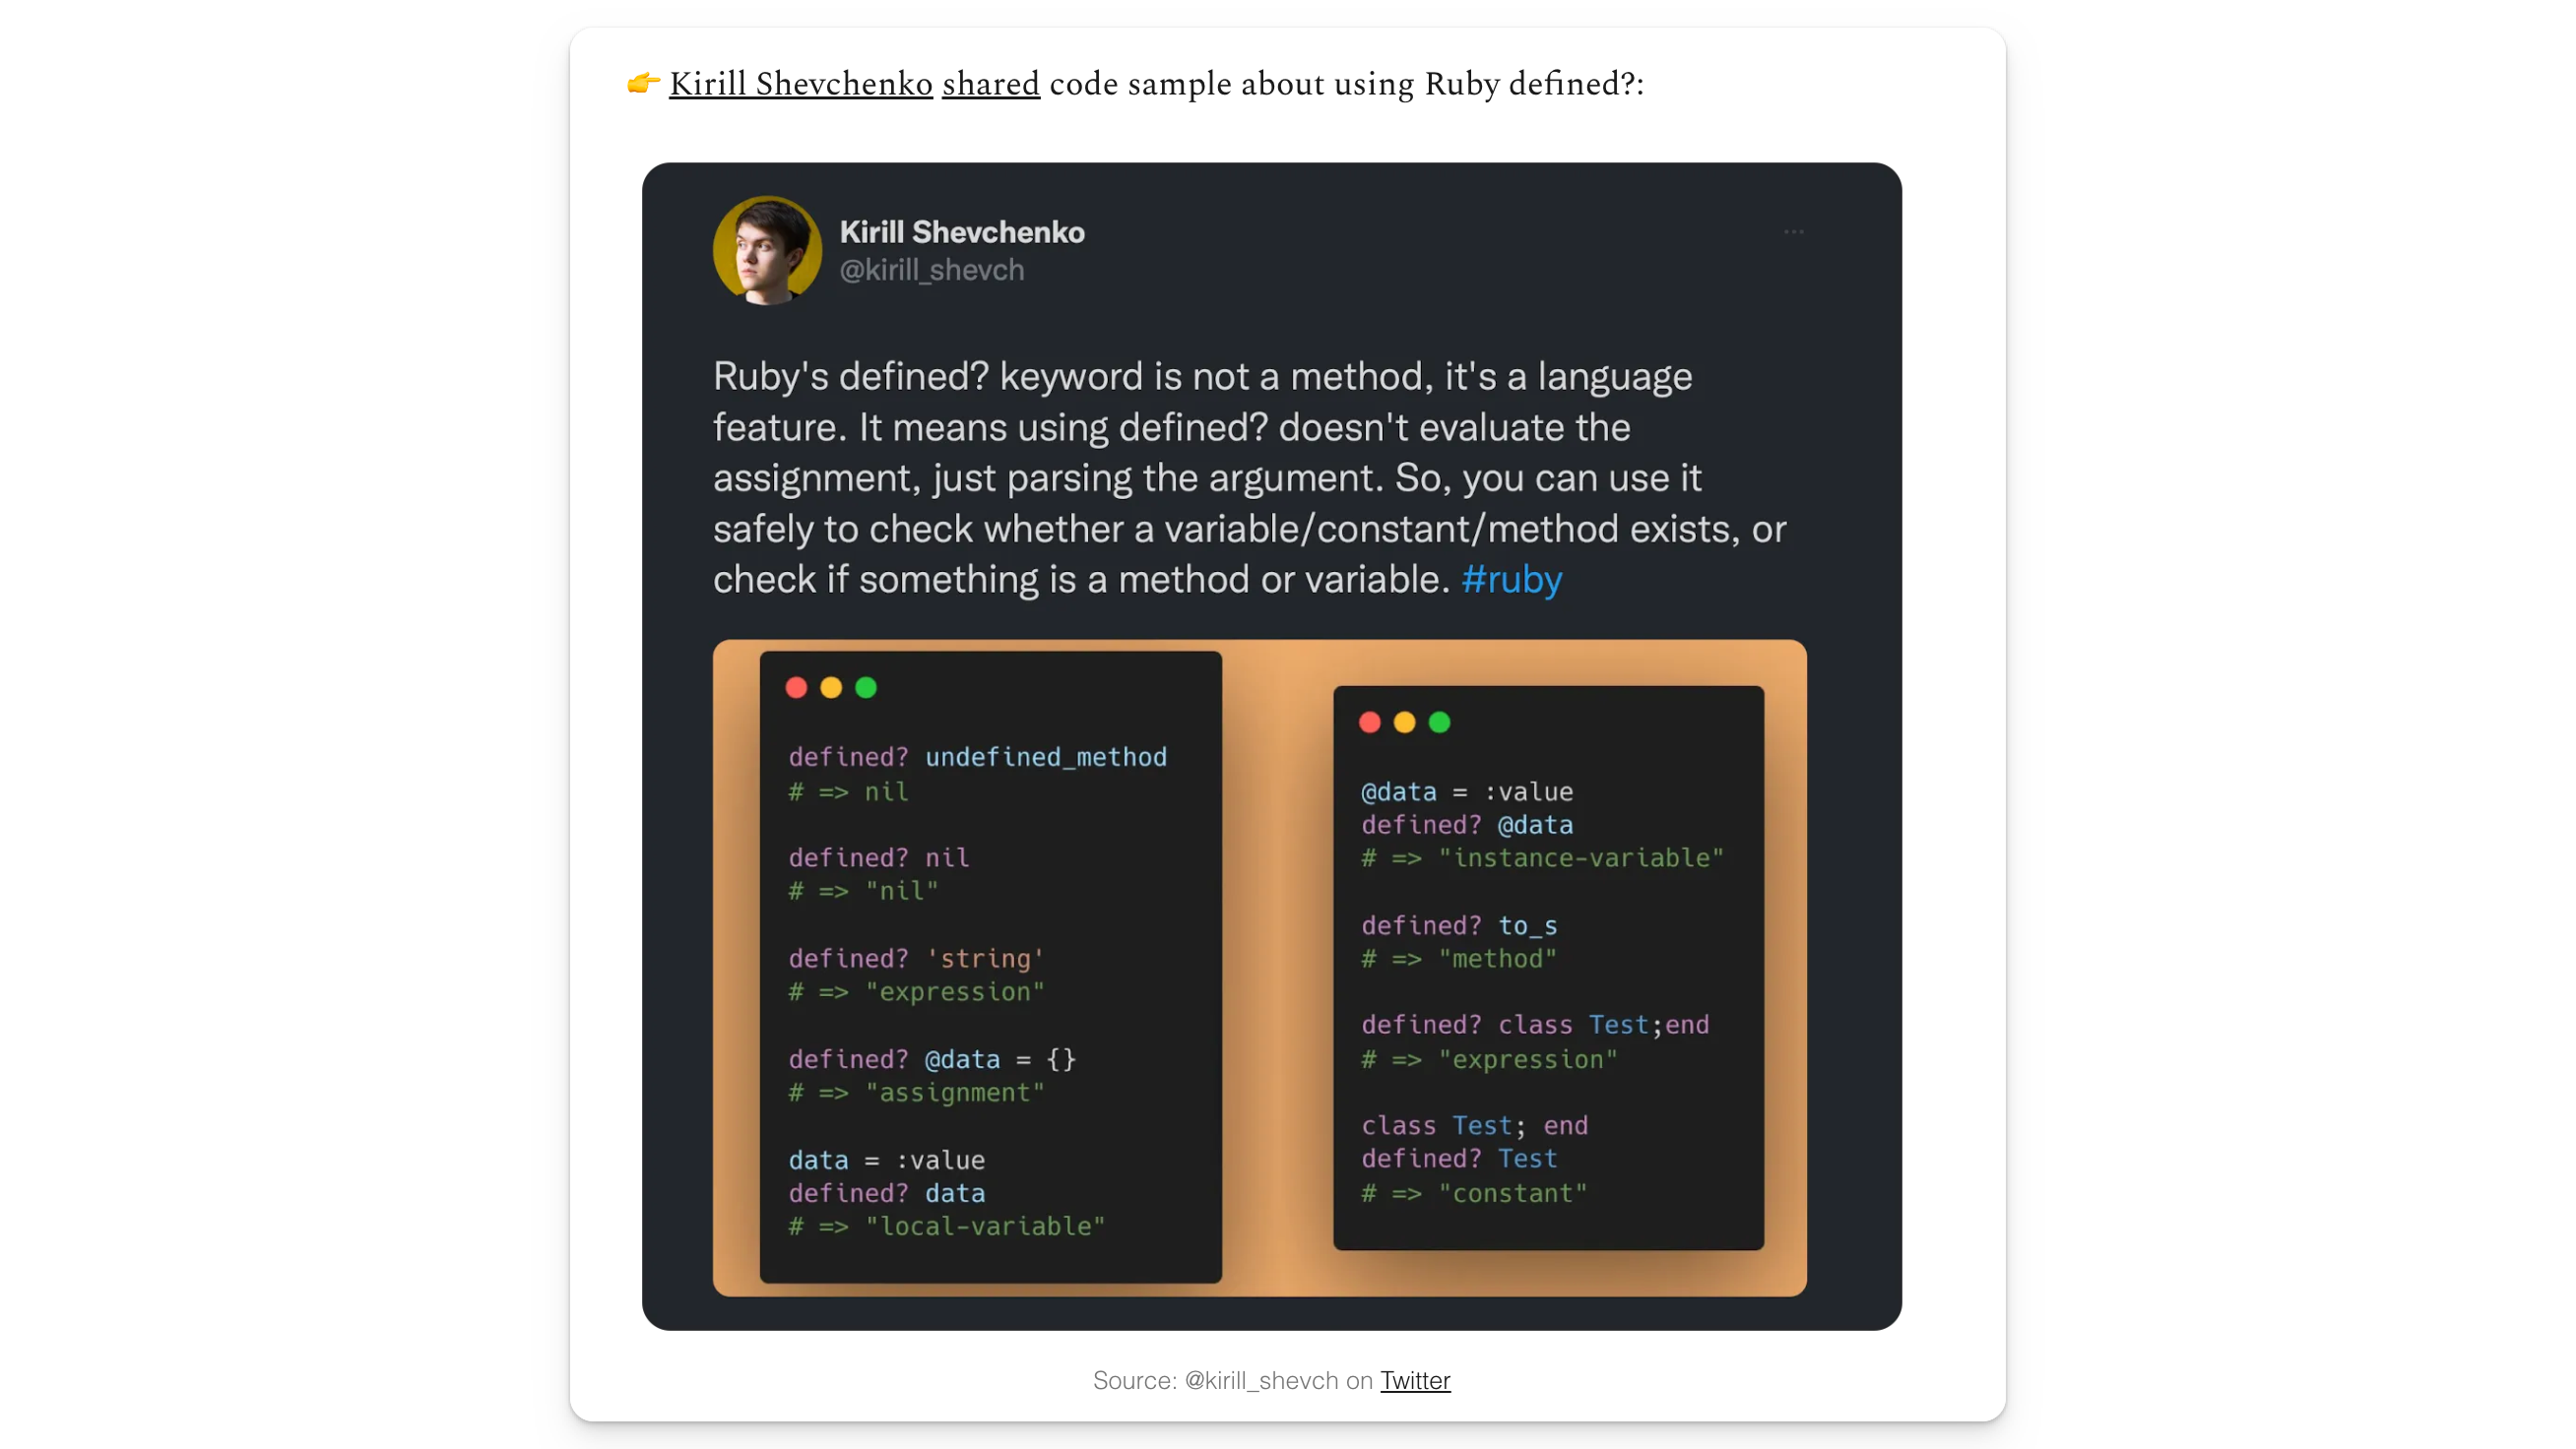 👉 Kirill Shevchenko shared code sample about using Ruby defined?:
Kirill Shevchenko
@kirill_shevch
Ruby's defined? keyword is not a method, it's a language
feature. It means using defined? doesn't evaluate the
assignment, just parsing the argument. So, you can use it
safely to check whether a variable/constant/method exists, or
check if something is a method or variable. #ruby
defined? undefined_method
# => nil
defined? nil
# => "nil"
defined? 'string'
# => "expression"
defined? @data = {}
# => "assignment"
data = :value
defined? data
# => "local-variable"
@data = :value
defined? @data
# => "instance-variable"
defined? to_s
# => "method"
defined? class Test;end
# => "expression"
class Test; end
defined? Test
# => "constant"
Source: @kirill_shevch on Twitter